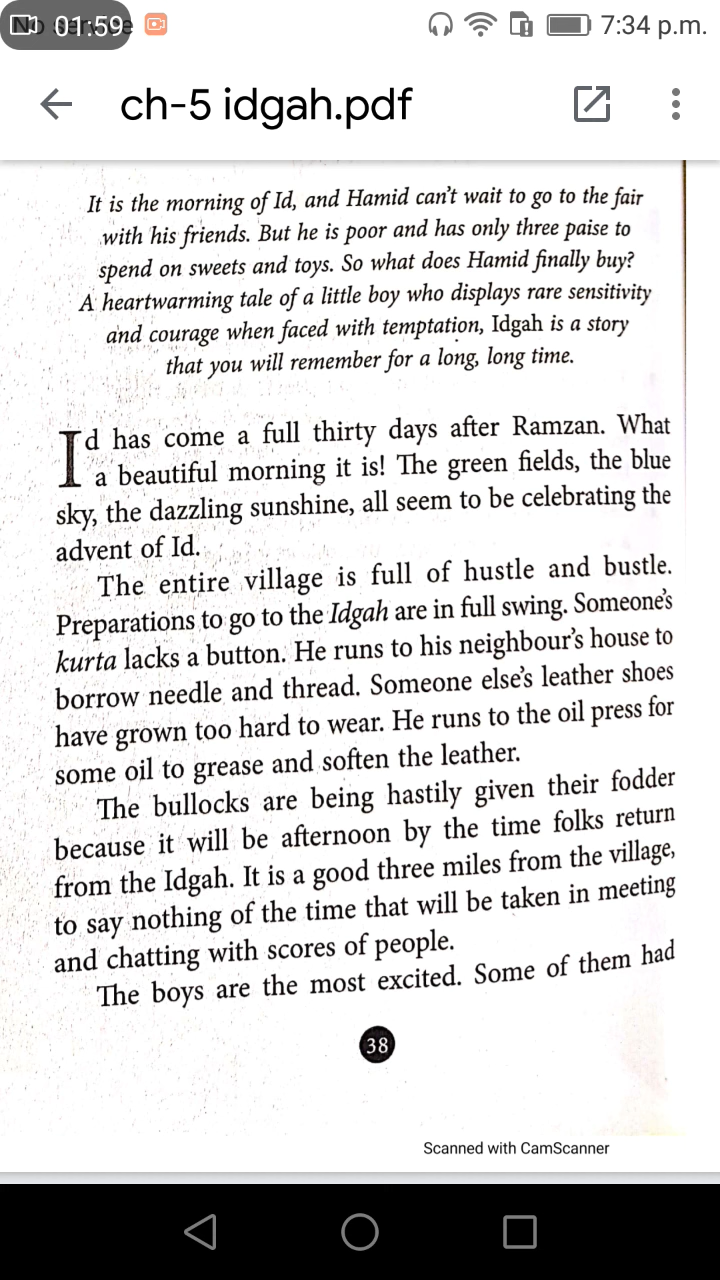 No service
01:59
7:34 p.m.
ch-5 idgah.pdf
It is the morning of Id, and Hamid can't wait to go to the fair
with his friends. But he is poor and has only three paise to
spend on sweets and toys. So what does Hamid finally buy?
A heartwarming tale of a little boy who displays rare sensitivity
and courage when faced with temptation, Idgah is a story
that you will remember for a long, long time.
Id has come a full thirty days after Ramzan. What
a beautiful morning it is! The green fields, the blue
sky, the dazzling sunshine, all seem to be celebrating the
advent of Id.
The entire village is full of hustle and bustle.
Preparations to go to the Idgah are in full swing. Someone's
kurta lacks a button. He runs to his neighbour's house to
borrow needle and thread. Someone else's leather shoes
have grown too hard to wear. He runs to the oil press for
some oil to grease and soften the leather.
The bullocks are being hastily given their fodder
because it will be afternoon by the time folks return
from the Idgah. It is a good three miles from the village,
to say nothing of the time that will be taken in meeting
and chatting with scores of people.
The boys are the most excited. Some of them had
38
Scanned with CamScanner